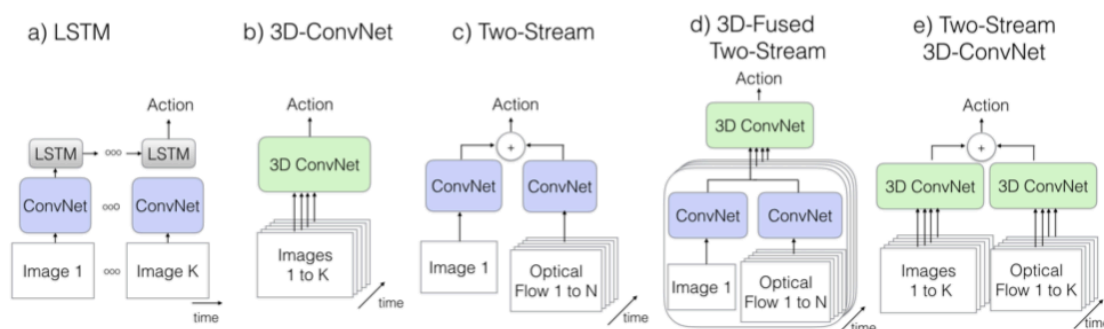 a) LSTM
Action
LSTM
∞
LSTM
ConvNet
∞
ConvNet
Image 1
∞
Image K
time
b) 3D-ConvNet
Action
3D ConvNet
Images
1 to K
time
c) Two-Stream
Action
+
ConvNet
ConvNet
Image 1
Optical
Flow 1 to N
time
d) 3D-Fused
Two-Stream
Action
3D ConvNet
ConvNet
ConvNet
Image 1
Optical
Flow 1 to N
time
e) Two-Stream
3D-ConvNet
Action
+
3D ConvNet
3D ConvNet
Images
1 to K
Optical
Flow 1 to K
time